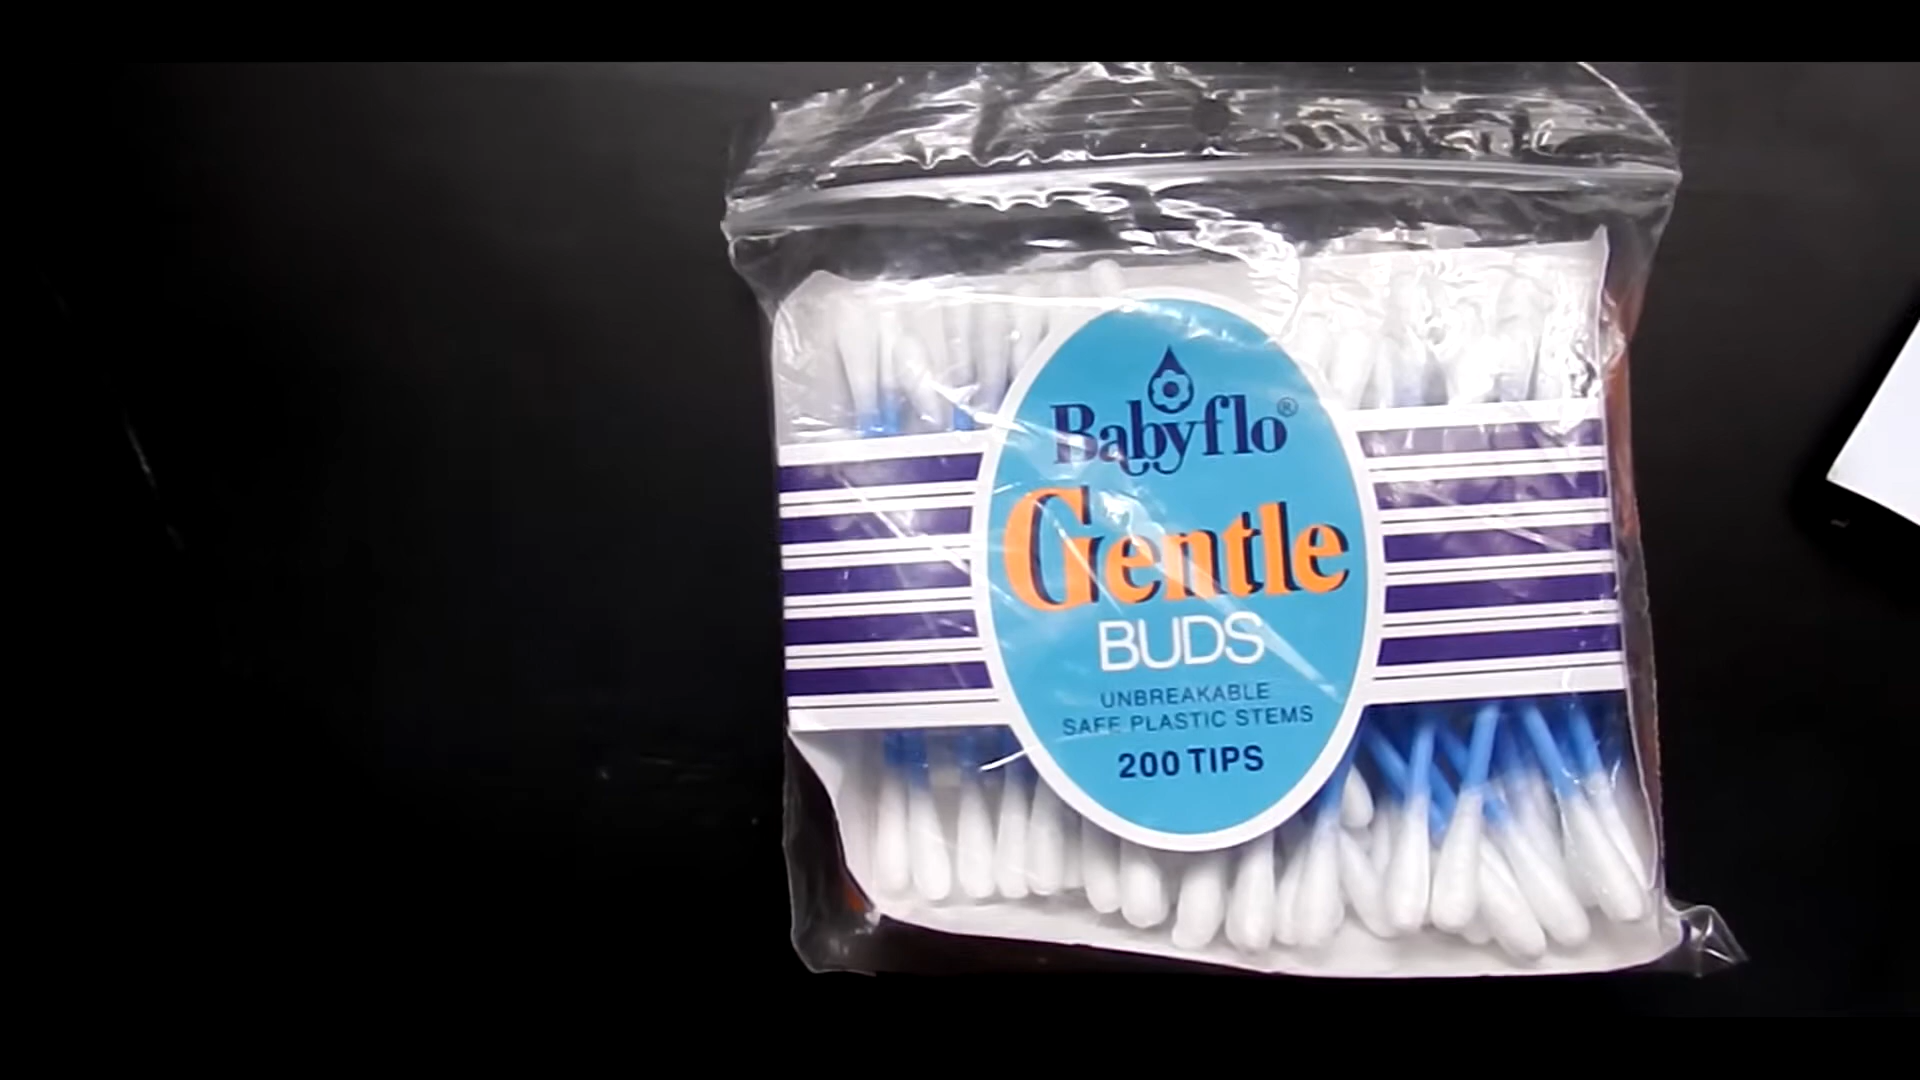 Babyflo®
Gentle
BUDS
UNBREAKABLE
SAFE PLASTIC STEMS
200 TIPS